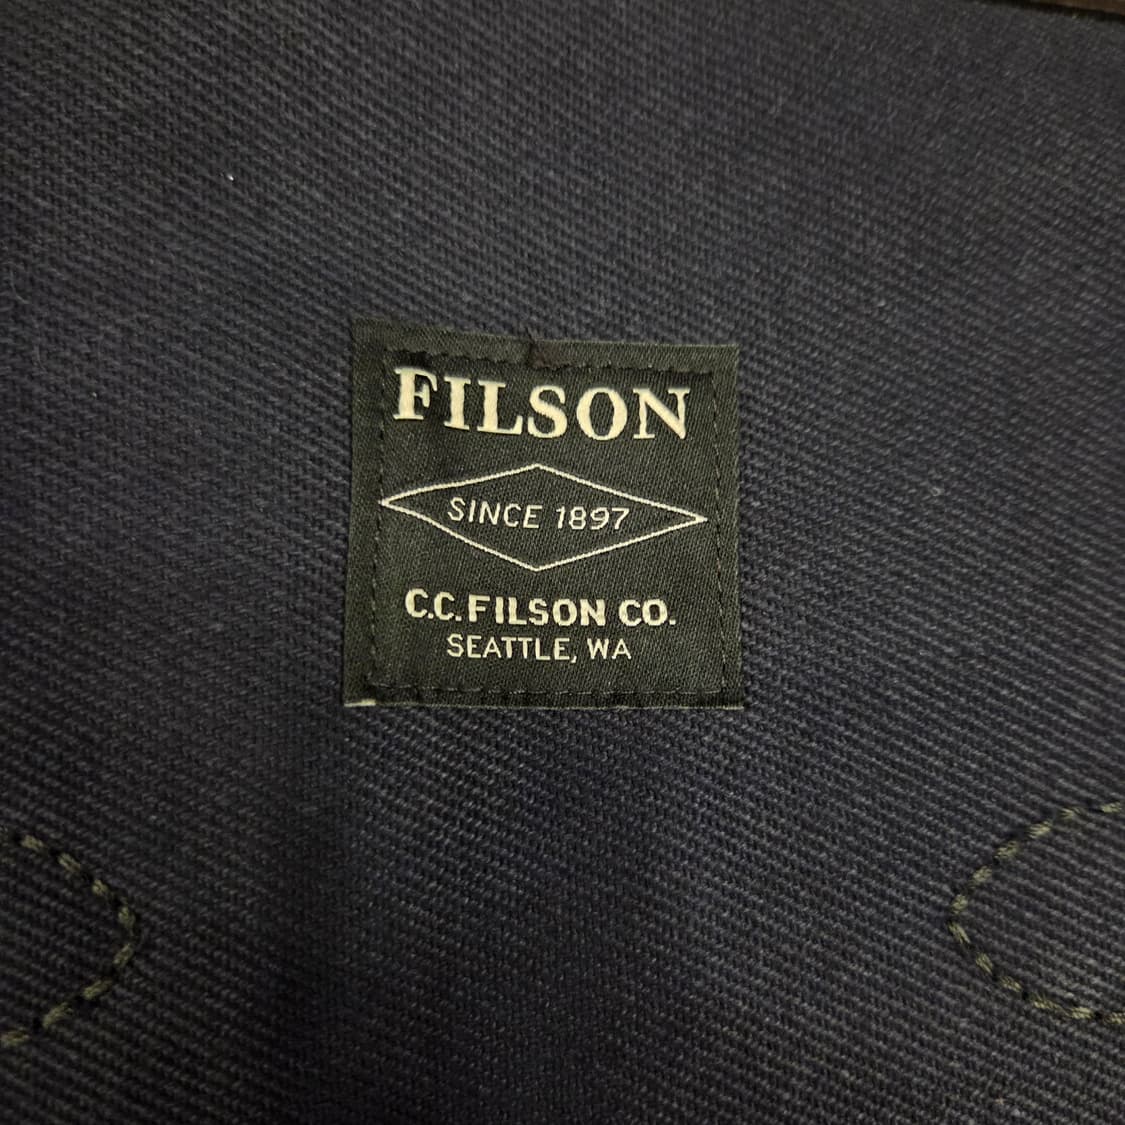 FILSON
SINCE 1897
C.C. FILSON CO.
SEATTLE, WA